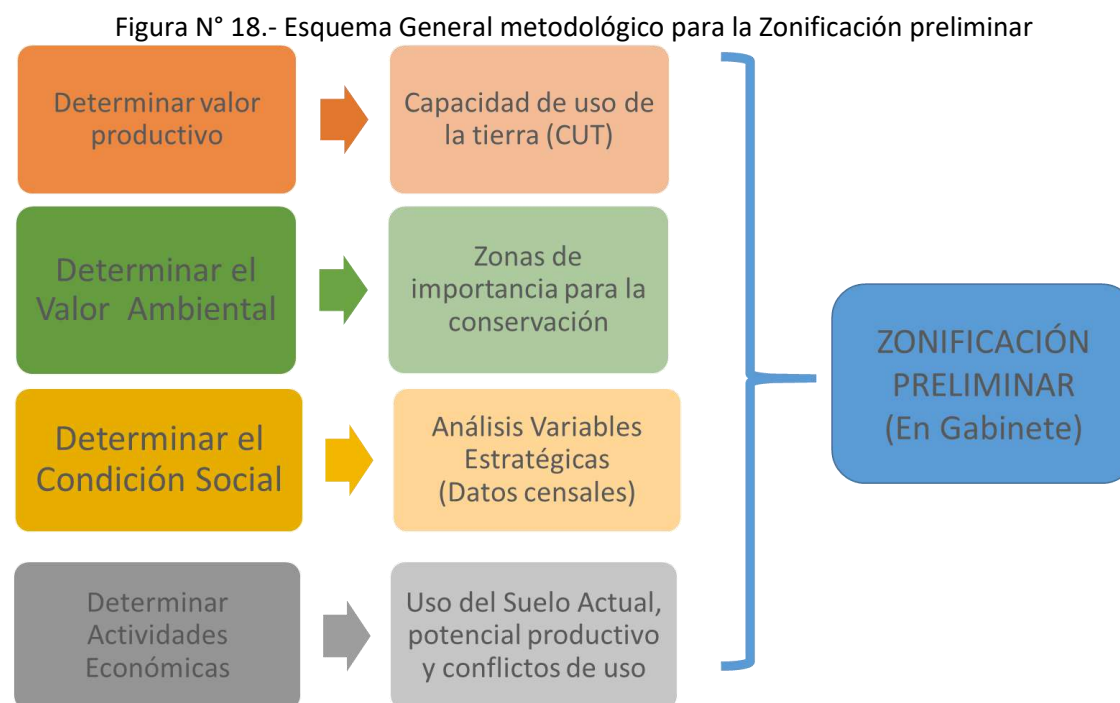 Figura N° 18.- Esquema General metodológico para la Zonificación preliminar
Determinar valor
productivo
Capacidad de uso de
la tierra (CUT)
Determinar el
Valor Ambiental
Zonas de
importancia para la
conservación
Determinar el
Condición Social
Análisis Variables
Estratégicas
(Datos censales)
Determinar
Actividades
Económicas
Uso del Suelo Actual,
potencial productivo
y conflictos de uso
ZONIFICACIÓN
PRELIMINAR
(En Gabinete)